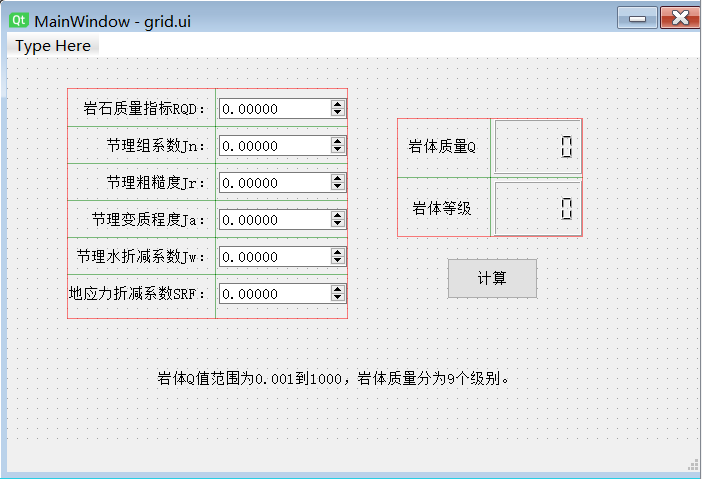 Qt MainWindow - grid.ui
Type Here
岩石质量指标RQD: 0.00000
节理组系数Jn: 0.00000
节理粗糙度Jr: 0.00000
节理变质程度Ja: 0.00000
节理水折减系数Jw: 0.00000
地应力折减系数SRF: 0.00000
岩体质量Q 0
岩体等级 0
计算
岩体Q值范围为0.001到1000，岩体质量分为9个级别。